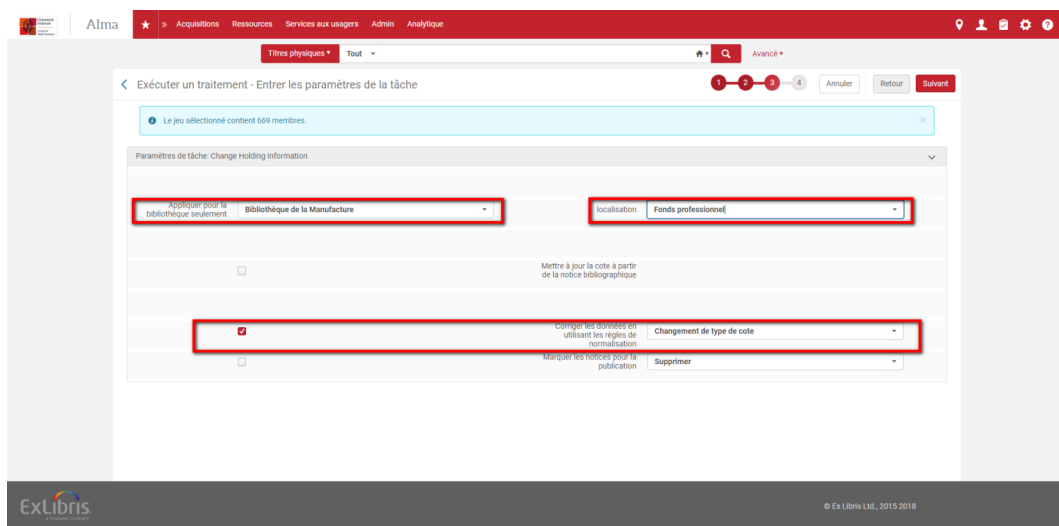 Alma
Acquisitions Ressources Services aux usagers Admin Analytique
Titres physiques Tout Avancé
Exécuter un traitement - Entrer les paramètres de la tâche 1 2 3 4 Annuler Retour Suivant
Le jeu sélectionné contient 669 membres.
Paramètres de tâche: Change Holding Information
Appliquer pour la
bibliothèque seulement Bibliothèque de la Manufacture localisation Fonds professionnel
Mettre à jour la cote à partir
de la notice bibliographique
Corriger les données en
utilisant les règles de
normalisation Changement de type de cote
Marquer les notices pour la
publication Supprimer
ExLibris
© Ex Libris Ltd., 2015 2018